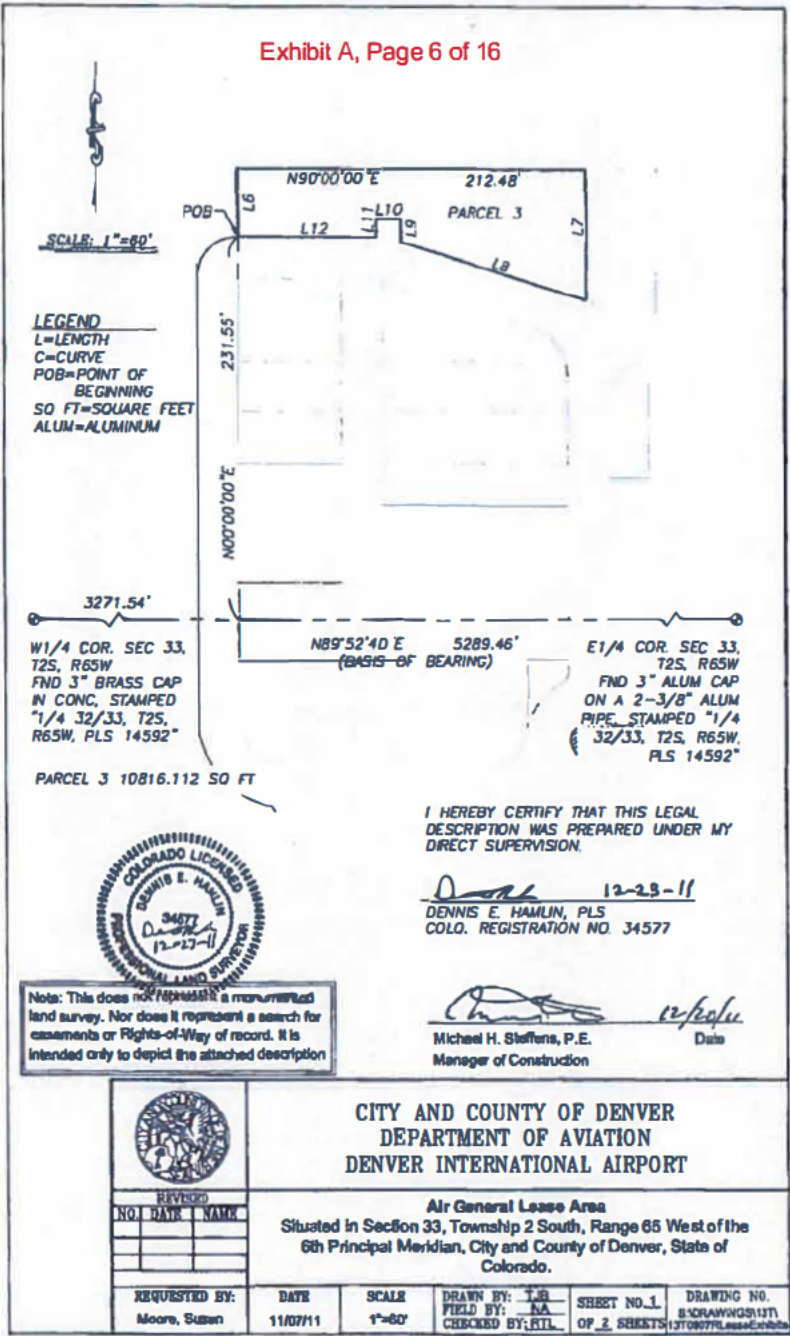 Exhibit A, Page 6 of 16
N90°00'00"E 212.48'
L6
POB
L12
L11
L10
L9
PARCEL 3
L7
L8
SCALE: 1"=60'
LEGEND
L=LENGTH
C=CURVE
POB=POINT OF
BEGINNING
SQ FT=SQUARE FEET
ALUM=ALUMINUM
231.55'
N00°00'00"E
3271.54'
N89°52'40 E 5289.46'
(BASIS OF BEARING)
W1/4 COR. SEC 33,
T2S, R65W
FND 3" BRASS CAP
IN CONC, STAMPED
"1/4 32/33, T2S,
R65W, PLS 14592"
E1/4 COR. SEC 33,
T2S, R65W
FND 3" ALUM CAP
ON A 2-3/8" ALUM
PIPE, STAMPED "1/4
32/33, T2S, R65W,
PLS 14592"
PARCEL 3 10816.112 SQ FT
I HEREBY CERTIFY THAT THIS LEGAL
DESCRIPTION WAS PREPARED UNDER MY
DIRECT SUPERVISION.
12-23-11
DENNIS E. HAMLIN, PLS
COLO. REGISTRATION NO. 34577
COLORADO LICENSED
DENNIS E. HAMLIN
34577
12-23-11
PROFESSIONAL LAND SURVEYOR
Note: This does not represent a monumented
land survey. Nor does it represent a search for
easements or Rights-of-Way of record. It is
intended only to depict the attached description
12/20/11
Michael H. Steffens, P.E. Date
Manager of Construction
CITY AND COUNTY OF DENVER
DEPARTMENT OF AVIATION
DENVER INTERNATIONAL AIRPORT
REVISED
NO. DATE NAME
Air General Lease Area
Situated in Section 33, Township 2 South, Range 65 West of the
6th Principal Meridian, City and County of Denver, State of
Colorado.
REQUESTED BY:
Moore, Susan
DATE
11/07/11
SCALE
1"=60'
DRAWN BY: TJB
FIELD BY: NA
CHECKED BY: RTL
SHEET NO. 1
OF 2 SHEETS
DRAWING NO.